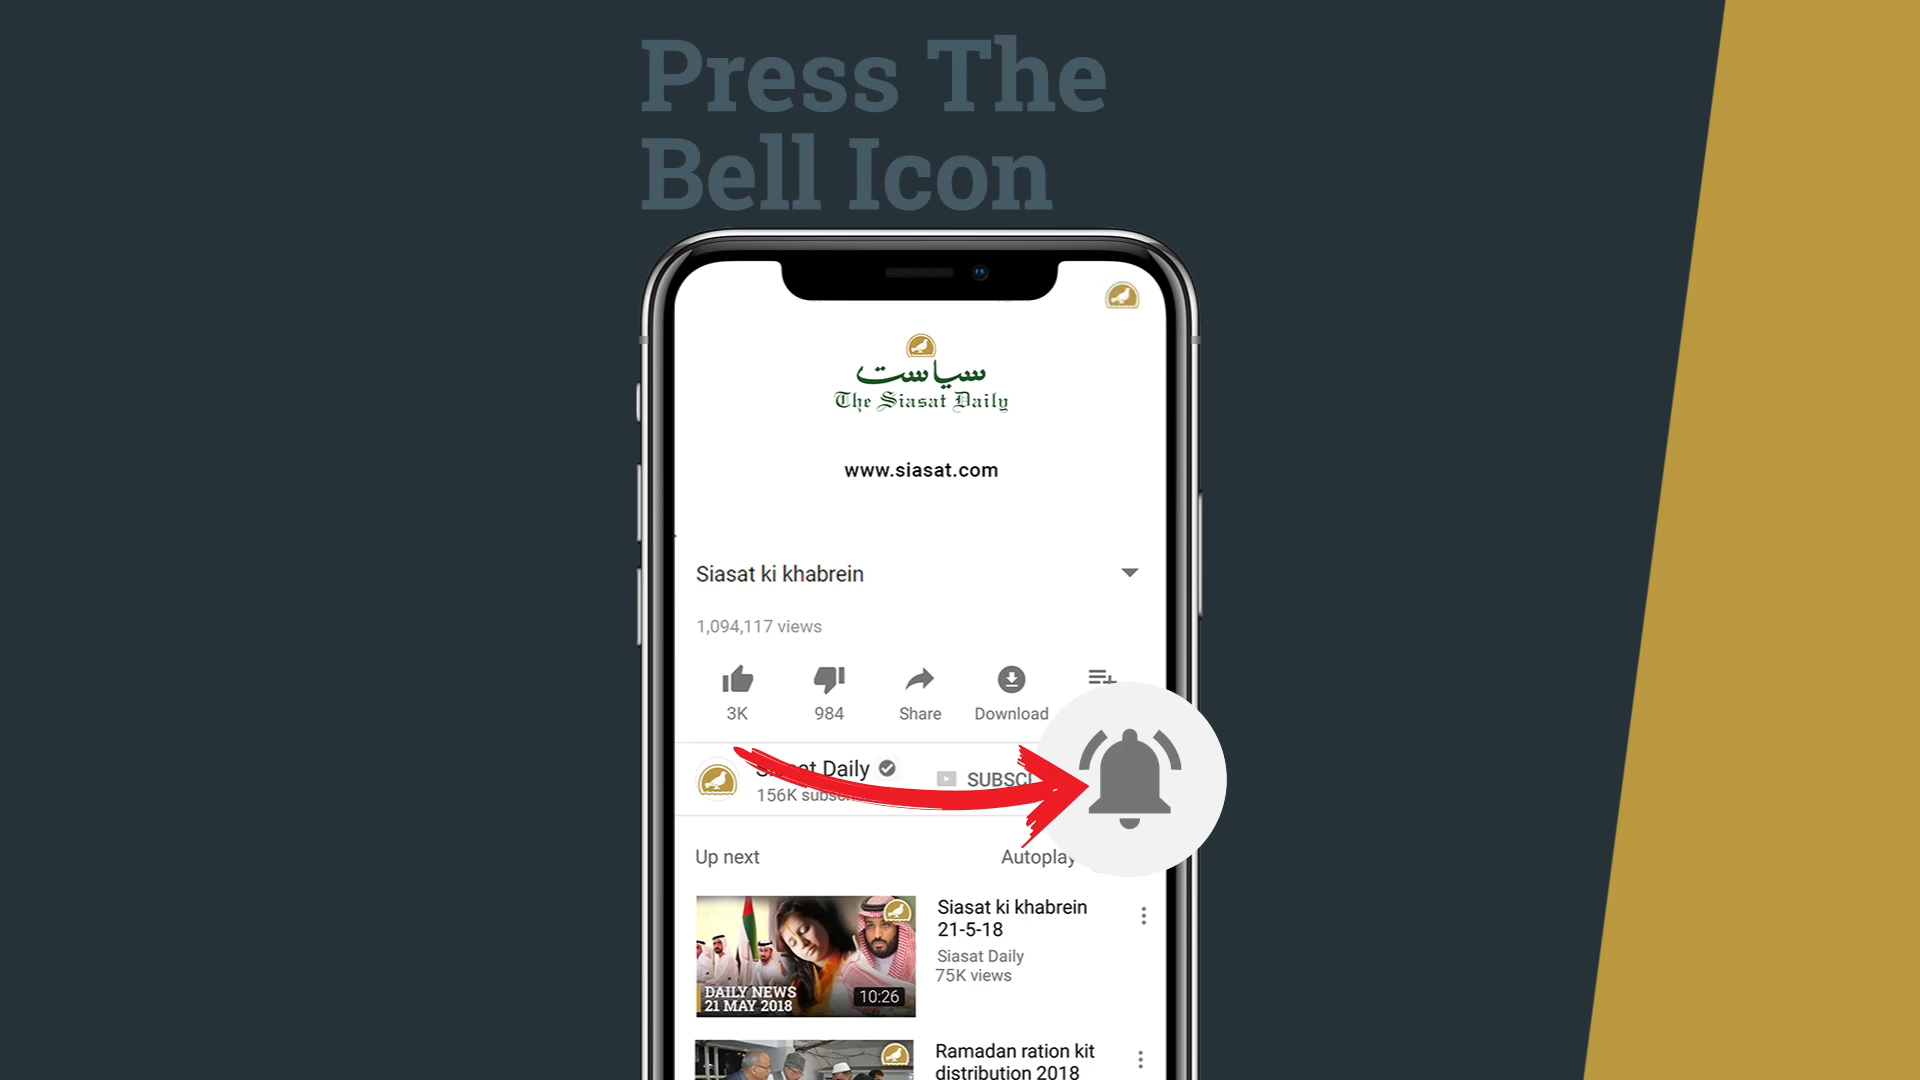 Press The
Bell Icon
سیاست
The Siasat Daily
www.siasat.com
Siasat ki khabrein
1,094,117 views
3K
984
Share
Download
Siasat Daily
156K
SUBSC
Up next
Autoplay
DAILY NEWS
21 MAY 2018
10:26
Siasat ki khabrein
21-5-18
Siasat Daily
75K views
Ramadan ration kit
distribution 2018